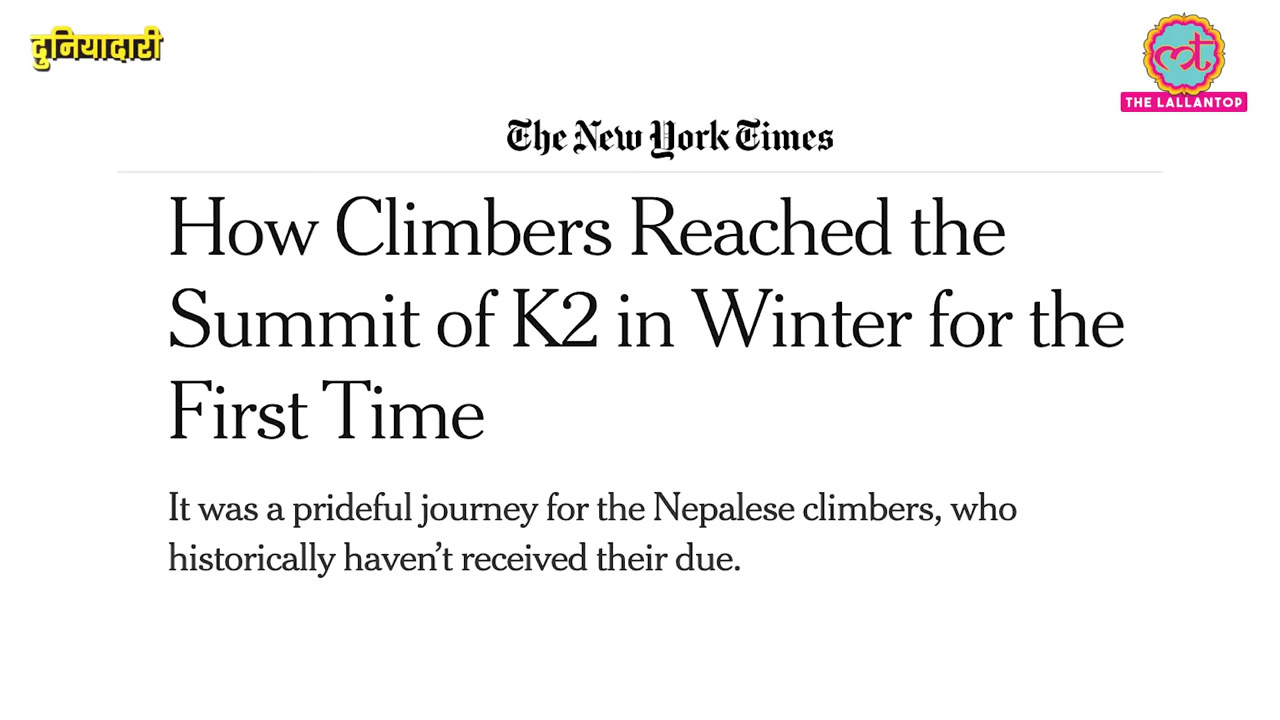 दुनियादारी
lt
THE LALLANTOP
The New York Times
How Climbers Reached the
Summit of K2 in Winter for the
First Time
It was a prideful journey for the Nepalese climbers, who
historically haven’t received their due.